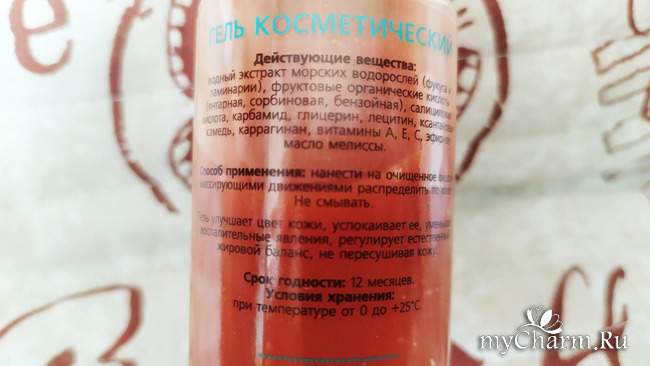 ГЕЛЬ КОСМЕТИЧЕСКИЙ
Действующие вещества:
водный экстракт морских водорослей (фукуса и
ламинарии), фруктовые органические кислоты
(янтарная, сорбиновая, бензойная), салициловая
кислота, карбамид, глицерин, лецитин, ксантановая
камедь, каррагинан, витамины А, Е, С, эфирное
масло мелиссы.
Способ применения: нанести на очищенное
массирующими движениями распределить по
Не смывать.
Гель улучшает цвет кожи, успокаивает ее,
воспалительные явления, регулирует естественный
жировой баланс, не пересушивая кожу.
Срок годности: 12 месяцев.
Условия хранения:
при температуре от 0 до +25°С.
myCharm.Ru